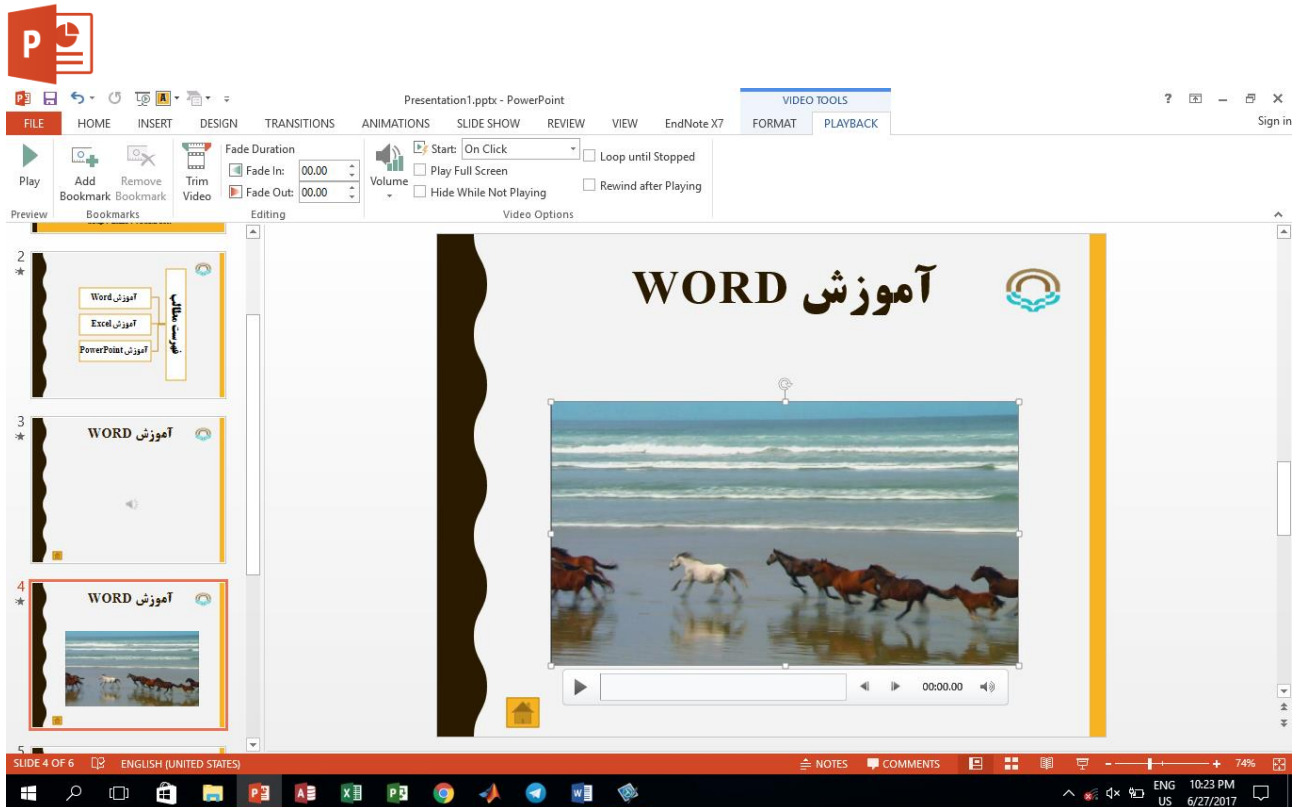 P
Presentation1.pptx - PowerPoint
VIDEO TOOLS
?
FILE HOME INSERT DESIGN TRANSITIONS ANIMATIONS SLIDE SHOW REVIEW VIEW EndNote X7 FORMAT PLAYBACK Sign in
Play
Add Bookmark
Remove Bookmark
Trim Video
Fade Duration
Fade In: 00.00
Fade Out: 00.00
Volume
Start: On Click
Play Full Screen
Hide While Not Playing
Loop until Stopped
Rewind after Playing
Preview Bookmarks Editing Video Options
2
فهرست مطالب
آموزش Word
آموزش Excel
آموزش PowerPoint
3
آموزش WORD
4
آموزش WORD
5
آموزش WORD
00:00.00
SLIDE 4 OF 6 ENGLISH (UNITED STATES) NOTES COMMENTS 74%
ENG US
10:23 PM
6/27/2017